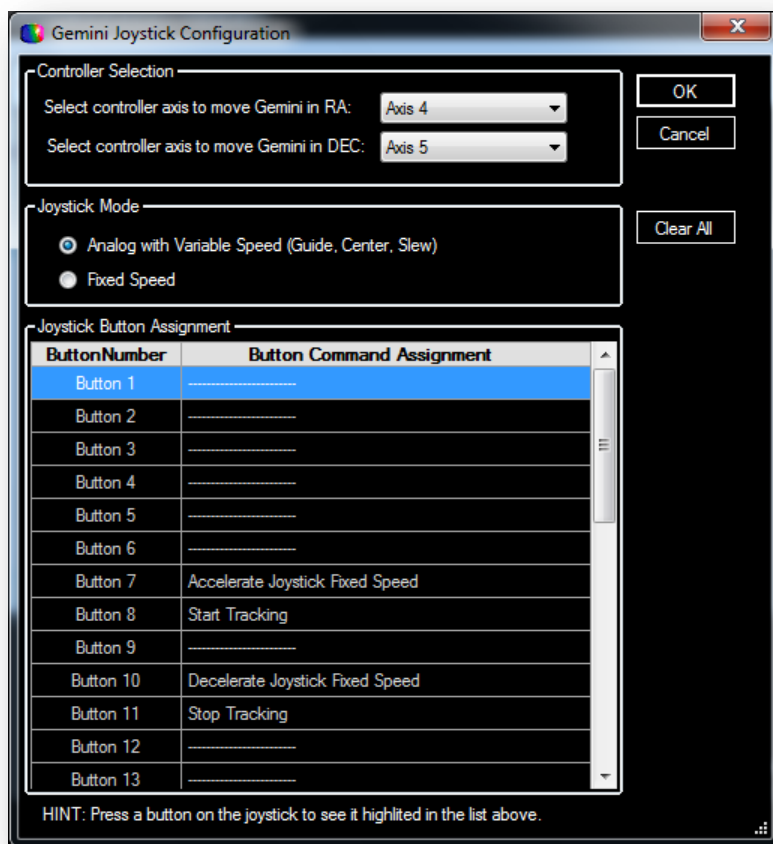 Gemini Joystick Configuration
Controller Selection
Select controller axis to move Gemini in RA: Axis 4
Select controller axis to move Gemini in DEC: Axis 5
OK
Cancel
Joystick Mode
Analog with Variable Speed (Guide, Center, Slew)
Fixed Speed
Clear All
Joystick Button Assignment
ButtonNumber Button Command Assignment
Button 1 ------------------------
Button 2 ------------------------
Button 3 ------------------------
Button 4 ------------------------
Button 5 ------------------------
Button 6 ------------------------
Button 7 Accelerate Joystick Fixed Speed
Button 8 Start Tracking
Button 9 ------------------------
Button 10 Decelerate Joystick Fixed Speed
Button 11 Stop Tracking
Button 12 ------------------------
Button 13 ------------------------
HINT: Press a button on the joystick to see it highlited in the list above.